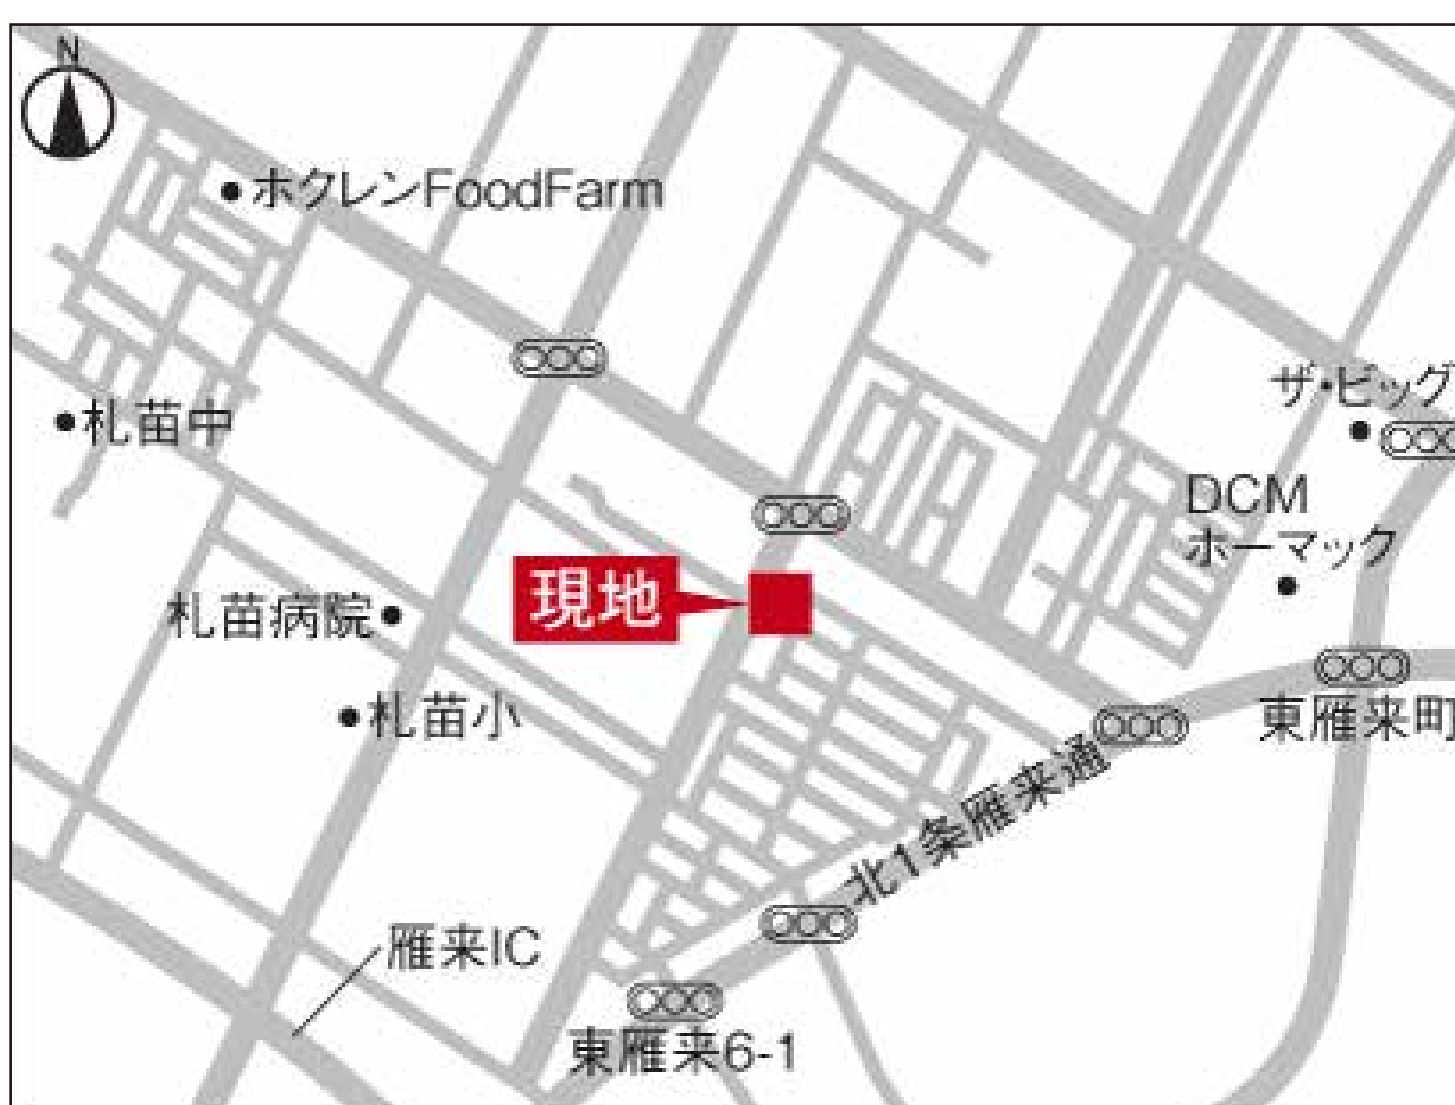 N
ホクレンFoodFarm
ザ・ビッグ
札苗中
DCM
ホーマック
現地
札苗病院
札苗小
東雁来町
北1条雁来通
雁来IC
東雁来6-1